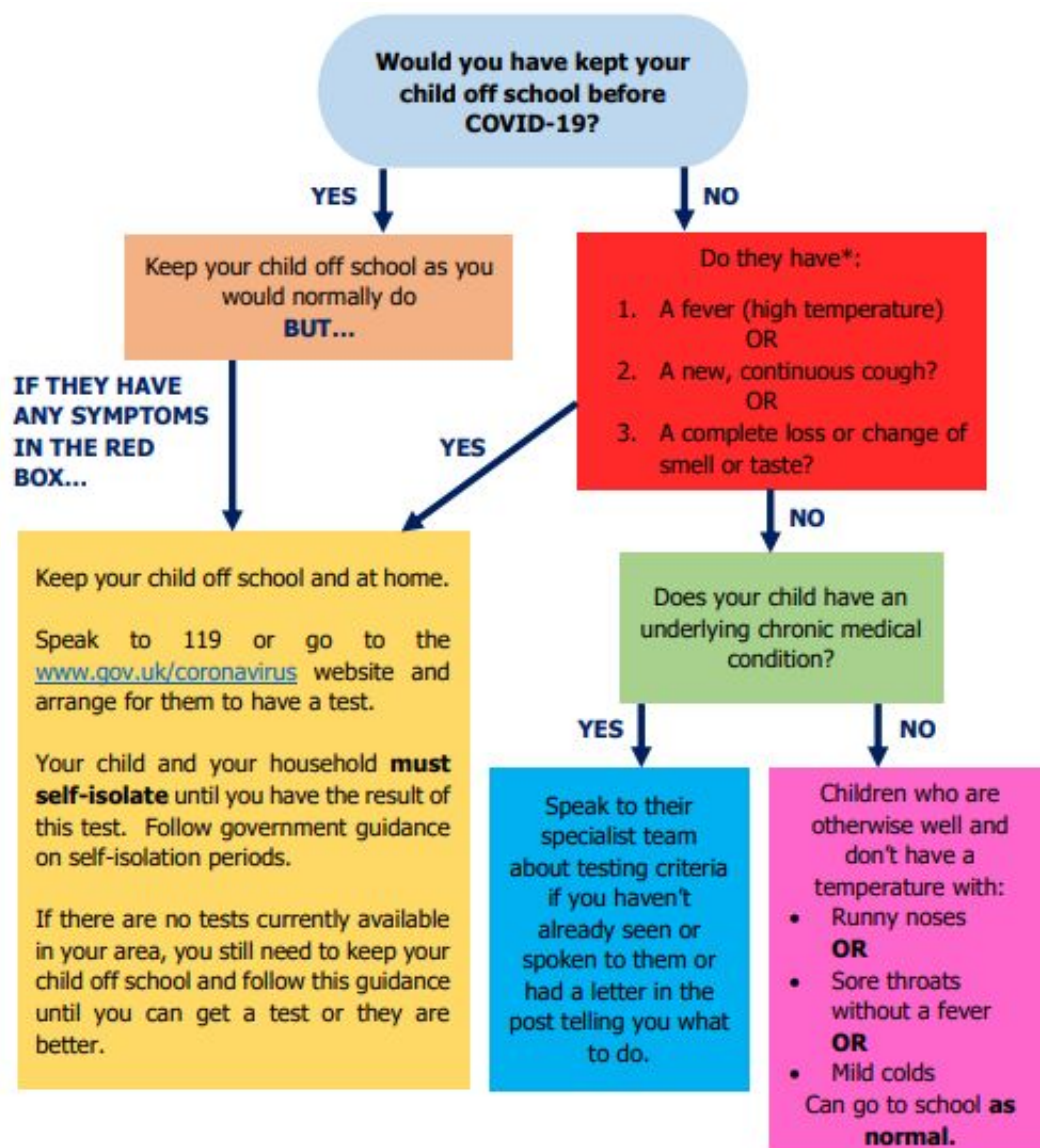 Would you have kept your
child off school before
COVID-19?
YES
NO
Keep your child off school as you
would normally do
BUT...
Do they have*:
1. A fever (high temperature)
OR
2. A new, continuous cough?
OR
3. A complete loss or change of
smell or taste?
IF THEY HAVE
ANY SYMPTOMS
IN THE RED
BOX...
YES
NO
Keep your child off school and at home.
Speak to 119 or go to the
www.gov.uk/coronavirus website and
arrange for them to have a test.
Your child and your household must
self-isolate until you have the result of
this test. Follow government guidance
on self-isolation periods.
If there are no tests currently available
in your area, you still need to keep your
child off school and follow this guidance
until you can get a test or they are
better.
Does your child have an
underlying chronic medical
condition?
YES
NO
Speak to their
specialist team
about testing criteria
if you haven't
already seen or
spoken to them or
had a letter in the
post telling you what
to do.
Children who are
otherwise well and
don't have a
temperature with:
• Runny noses
OR
• Sore throats
without a fever
OR
• Mild colds
Can go to school as
normal.